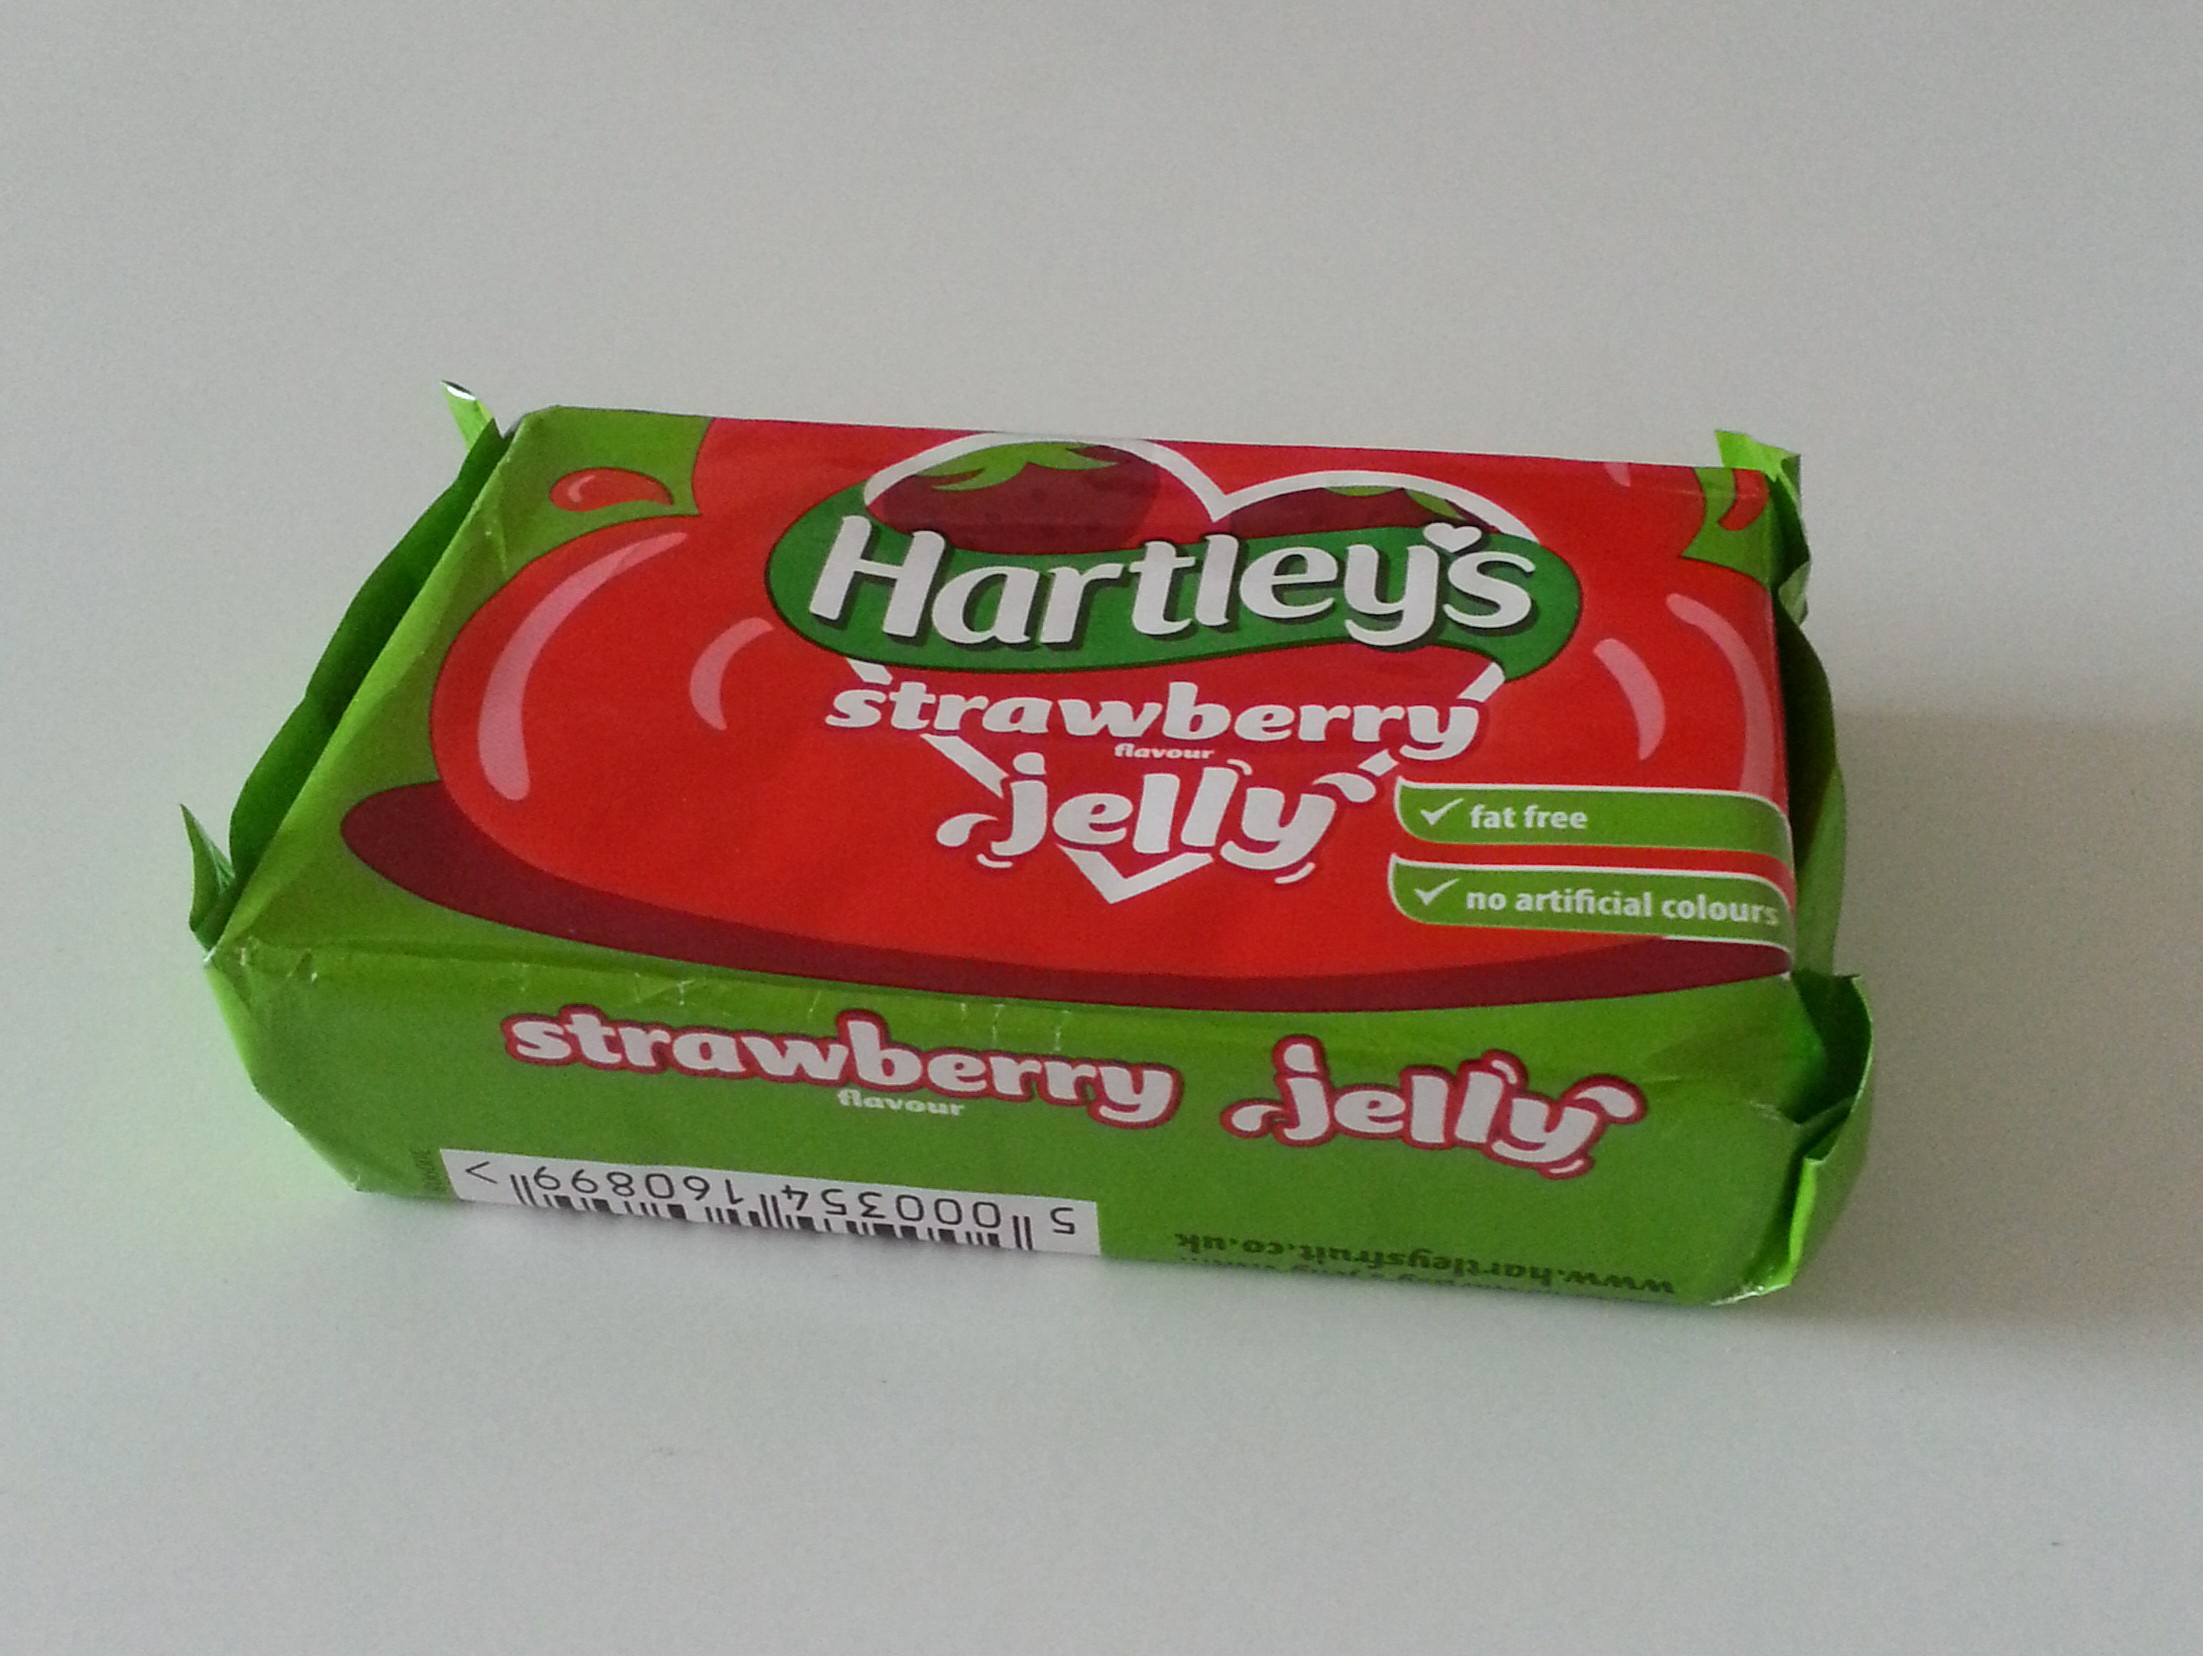 Hartley's
strawberry
flavour
jelly
fat free
no artificial colours
strawberry jelly
flavour
5 000354 160899 >
www.hartleysfruit.co.uk